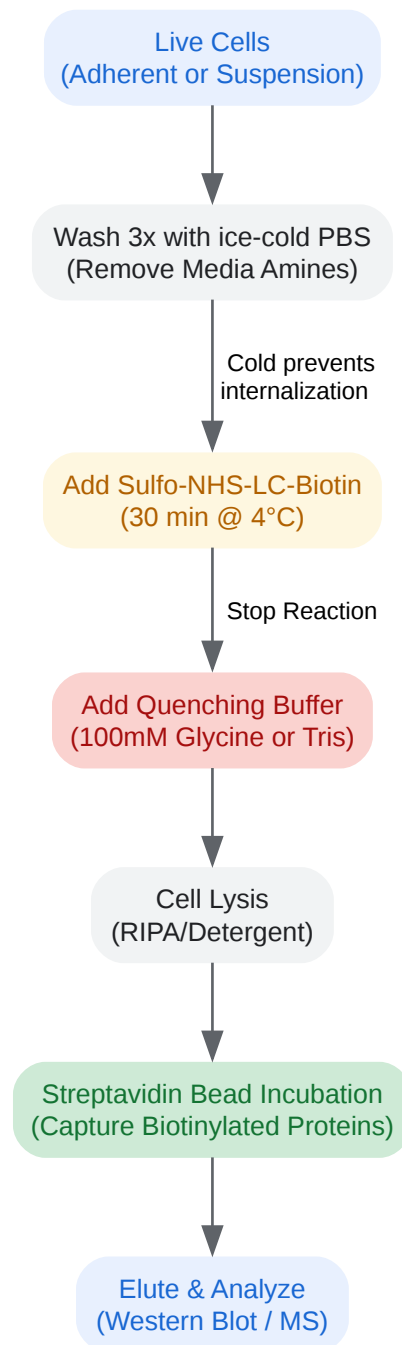 Live Cells
(Adherent or Suspension)
Wash 3x with ice-cold PBS
(Remove Media Amines)
Cold prevents
internalization
Add Sulfo-NHS-LC-Biotin
(30 min @ 4°C)
Stop Reaction
Add Quenching Buffer
(100mM Glycine or Tris)
Cell Lysis
(RIPA/Detergent)
Streptavidin Bead Incubation
(Capture Biotinylated Proteins)
Elute & Analyze
(Western Blot / MS)